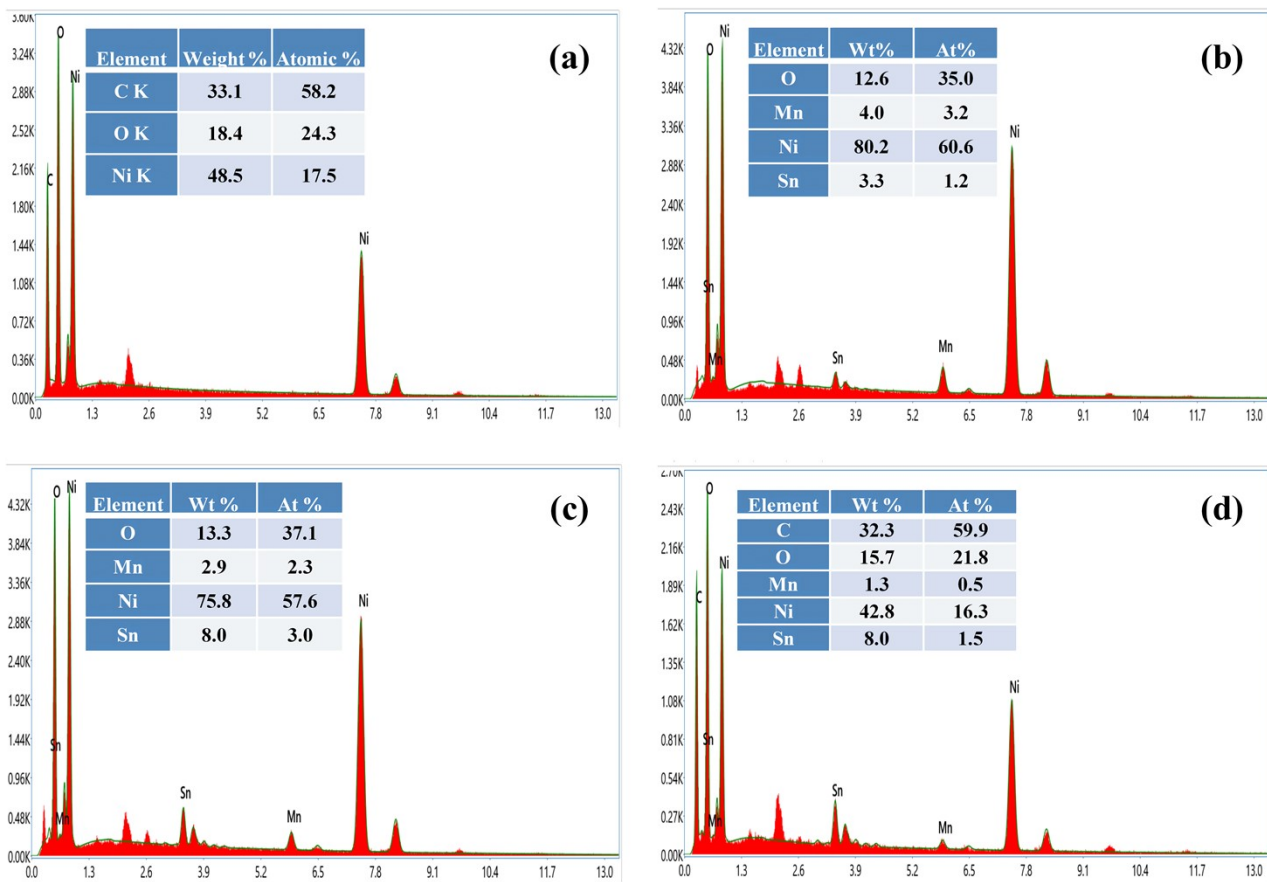 (a)
Element Weight % Atomic %
C K 33.1 58.2
O K 18.4 24.3
Ni K 48.5 17.5
O
Ni
C
Ni
3.60K
3.24K
2.88K
2.52K
2.16K
1.80K
1.44K
1.08K
0.72K
0.36K
0.00K
0.0 1.3 2.6 3.9 5.2 6.5 7.8 9.1 10.4 11.7 13.0
(b)
Element Wt% At%
O 12.6 35.0
Mn 4.0 3.2
Ni 80.2 60.6
Sn 3.3 1.2
O
Ni
Ni
Sn
Mn
Sn
Mn
4.32K
3.84K
3.36K
2.88K
2.40K
1.92K
1.44K
0.96K
0.48K
0.00K
0.0 1.3 2.6 3.9 5.2 6.5 7.8 9.1 10.4 11.7 13.0
(c)
Element Wt % At %
O 13.3 37.1
Mn 2.9 2.3
Ni 75.8 57.6
Sn 8.0 3.0
O
Ni
Ni
Sn
Mn
Sn
Mn
4.32K
3.84K
3.36K
2.88K
2.40K
1.92K
1.44K
0.96K
0.48K
0.00K
0.0 1.3 2.6 3.9 5.2 6.5 7.8 9.1 10.4 11.7 13.0
(d)
Element Wt % At %
C 32.3 59.9
O 15.7 21.8
Mn 1.3 0.5
Ni 42.8 16.3
Sn 8.0 1.5
O
Ni
C
Ni
Sn
Mn
Sn
Mn
2.70K
2.43K
2.16K
1.89K
1.62K
1.35K
1.08K
0.81K
0.54K
0.27K
0.00K
0.0 1.3 2.6 3.9 5.2 6.5 7.8 9.1 10.4 11.7 13.0